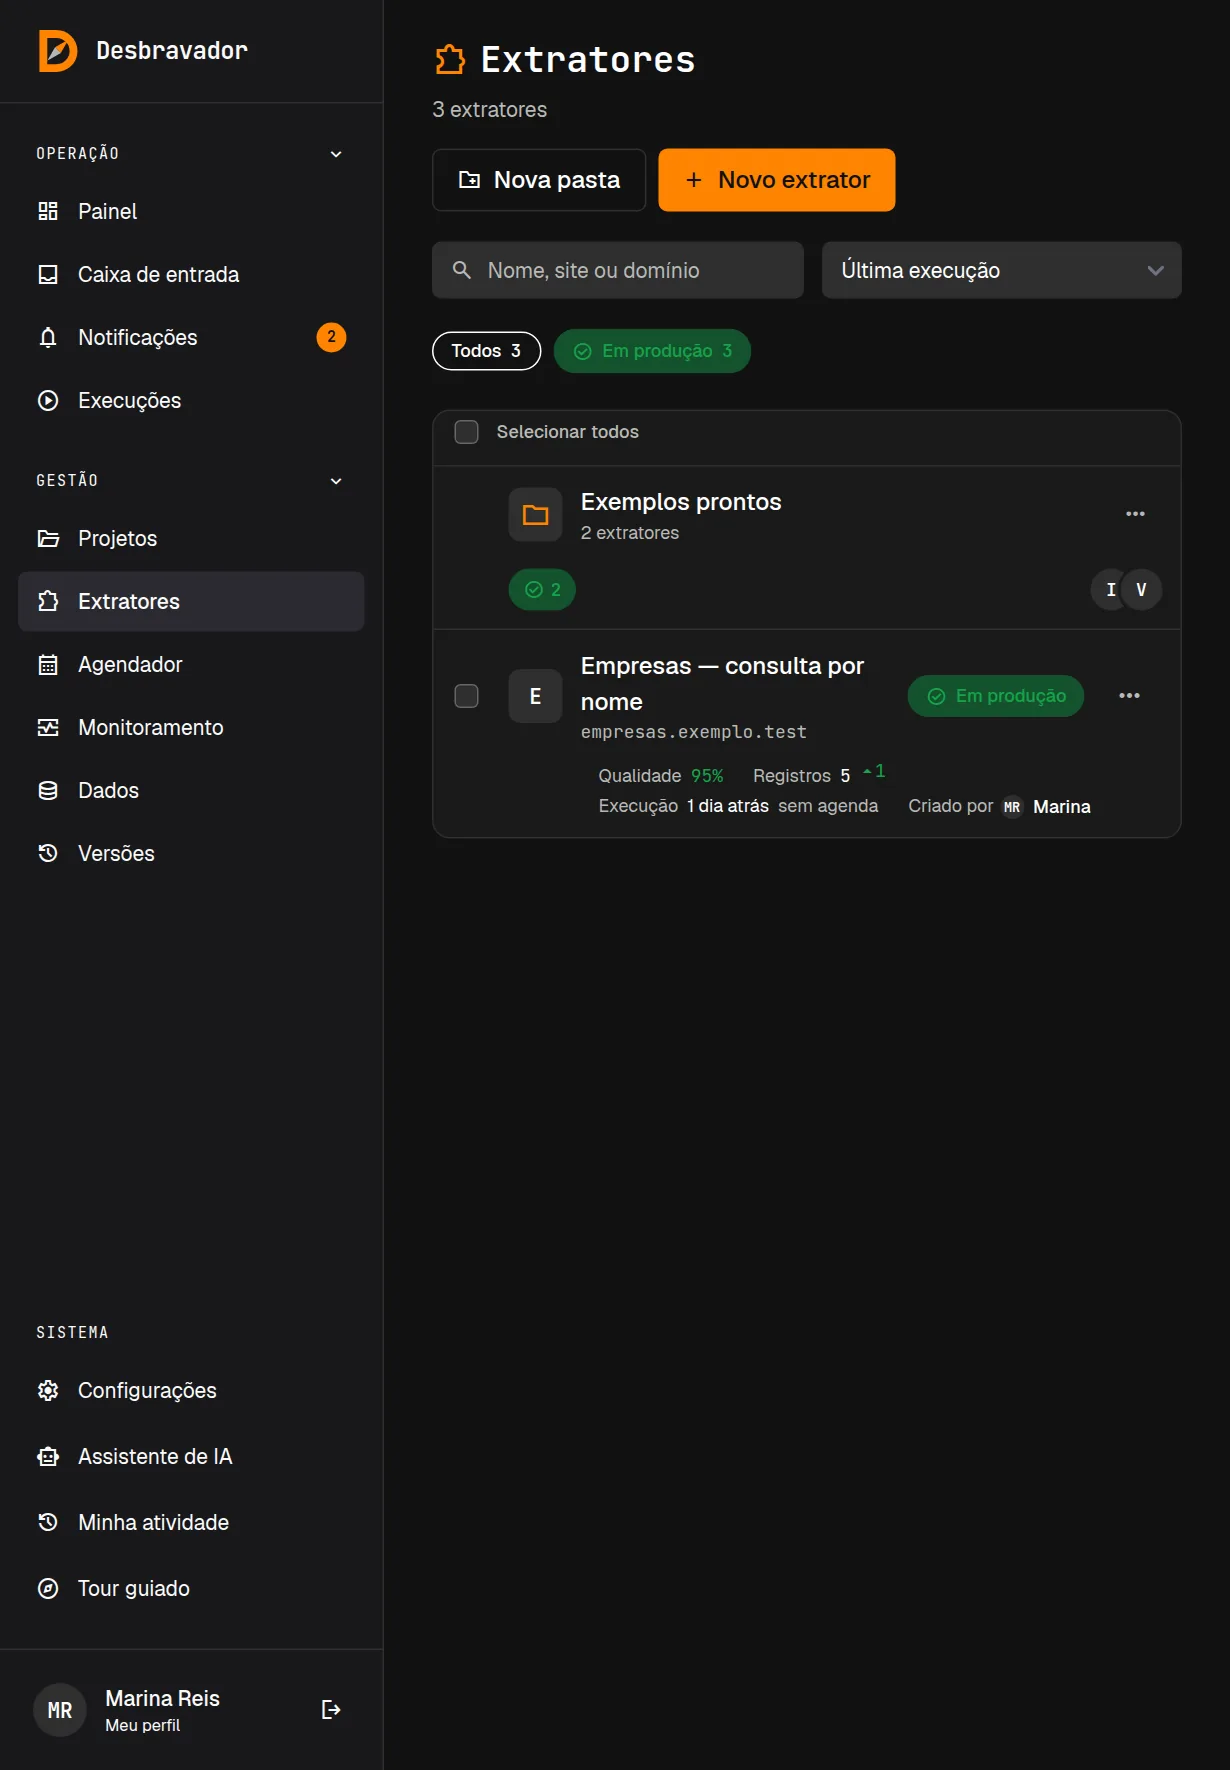 Desbravador
OPERAÇÃO
Painel
Caixa de entrada
Notificações 2
Execuções
GESTÃO
Projetos
Extratores
Agendador
Monitoramento
Dados
Versões
SISTEMA
Configurações
Assistente de IA
Minha atividade
Tour guiado
MR Marina Reis
Meu perfil
Extratores
3 extratores
Nova pasta + Novo extrator
Nome, site ou domínio Última execução
Todos 3 Em produção 3
Selecionar todos
Exemplos prontos
2 extratores
2 I V
E Empresas — consulta por
nome
Em produção
empresas.exemplo.test
Qualidade 95% Registros 5 1
Execução 1 dia atrás sem agenda Criado por MR Marina